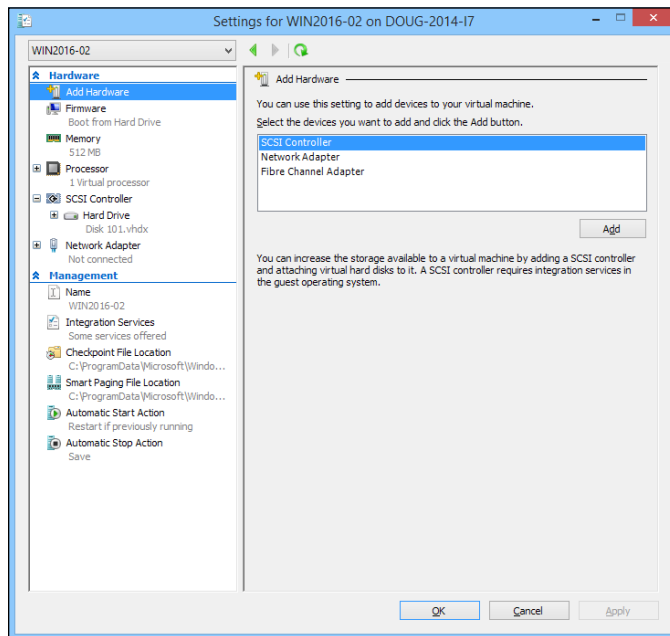 Settings for WIN2016-02 on DOUG-2014-I7
WIN2016-02
Hardware
Add Hardware
Firmware
Boot from Hard Drive
Memory
512 MB
Processor
1 Virtual processor
SCSI Controller
Hard Drive
Disk 101.vhdx
Network Adapter
Not connected
Management
Name
WIN2016-02
Integration Services
Some services offered
Checkpoint File Location
C:\ProgramData\Microsoft\Windo...
Smart Paging File Location
C:\ProgramData\Microsoft\Windo...
Automatic Start Action
Restart if previously running
Automatic Stop Action
Save
Add Hardware
You can use this setting to add devices to your virtual machine.
Select the devices you want to add and click the Add button.
SCSI Controller
Network Adapter
Fibre Channel Adapter
Add
You can increase the storage available to a virtual machine by adding a SCSI controller
and attaching virtual hard disks to it. A SCSI controller requires integration services in
the guest operating system.
OK
Cancel
Apply